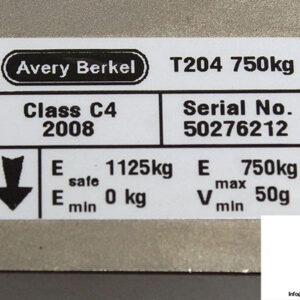 Avery Berkel T204 750kg
Class C4 Serial No.
2008 50276212
E safe 1125kg E max 750kg
E min 0 kg V min 50g